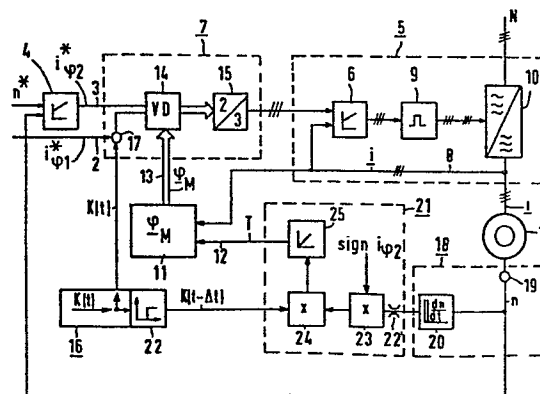 7
5
N
4
i*φ2
n*
3
14
15
6
9
10
VD
2/3
i*φ1
2
17
i
8
13
φM
K(t)
φM
11
T
12
25
21
i
1
18
sign iφ2
19
K(t)
K(t-Δt)
x
x
dn/dt
n
16
22
24
23
22
20